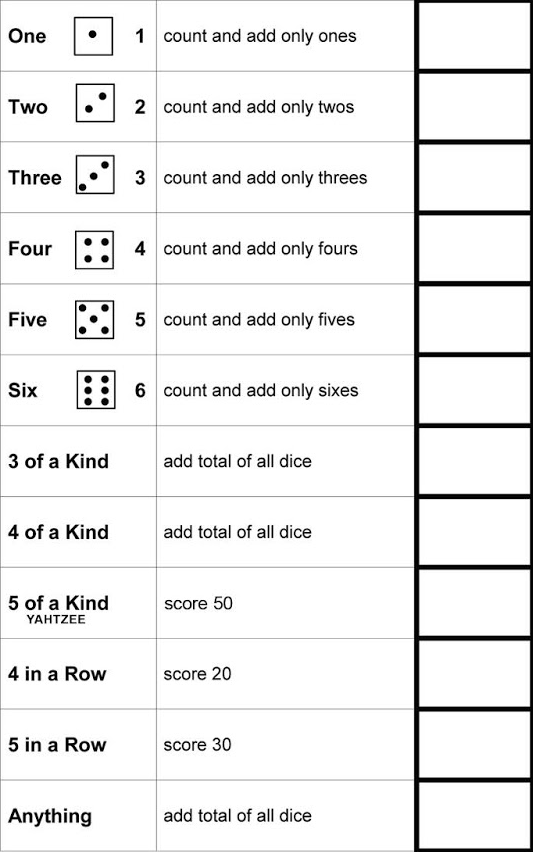 One 1 count and add only ones
Two 2 count and add only twos
Three 3 count and add only threes
Four 4 count and add only fours
Five 5 count and add only fives
Six 6 count and add only sixes
3 of a Kind add total of all dice
4 of a Kind add total of all dice
5 of a Kind score 50
YAHTZEE
4 in a Row score 20
5 in a Row score 30
Anything add total of all dice